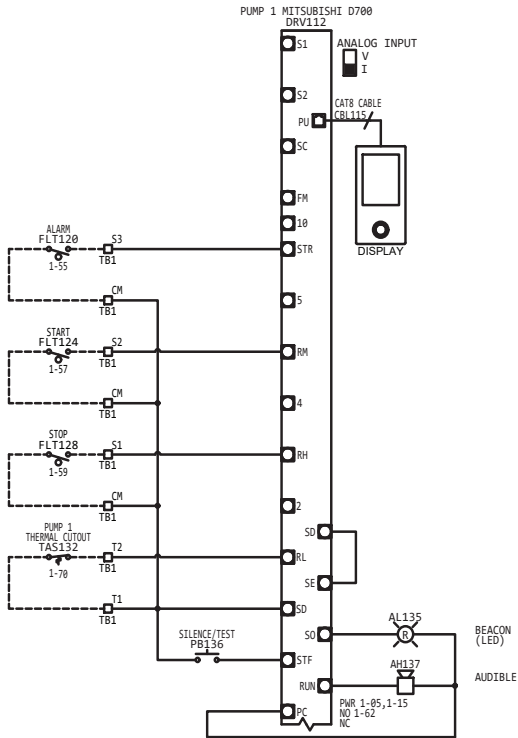 PUMP 1 MITSUBISHI D700
DRV112
S1
ANALOG INPUT
V
I
S2
CAT8 CABLE
CBL115
PU
SC
FM
10
DISPLAY
ALARM
FLT120
S3
STR
1-55
TB1
CM
5
TB1
START
FLT124
S2
RM
1-57
TB1
CM
4
TB1
STOP
FLT128
S1
RH
1-59
TB1
CM
2
TB1
SD
PUMP 1
THERMAL CUTOUT
TAS132
T2
RL
1-70
TB1
SE
T1
SD
TB1
AL135
SILENCE/TEST
PB136
SO
R
BEACON
(LED)
STF
AH137
AUDIBLE
RUN
PWR 1-05,1-15
NO 1-62
NC
PC